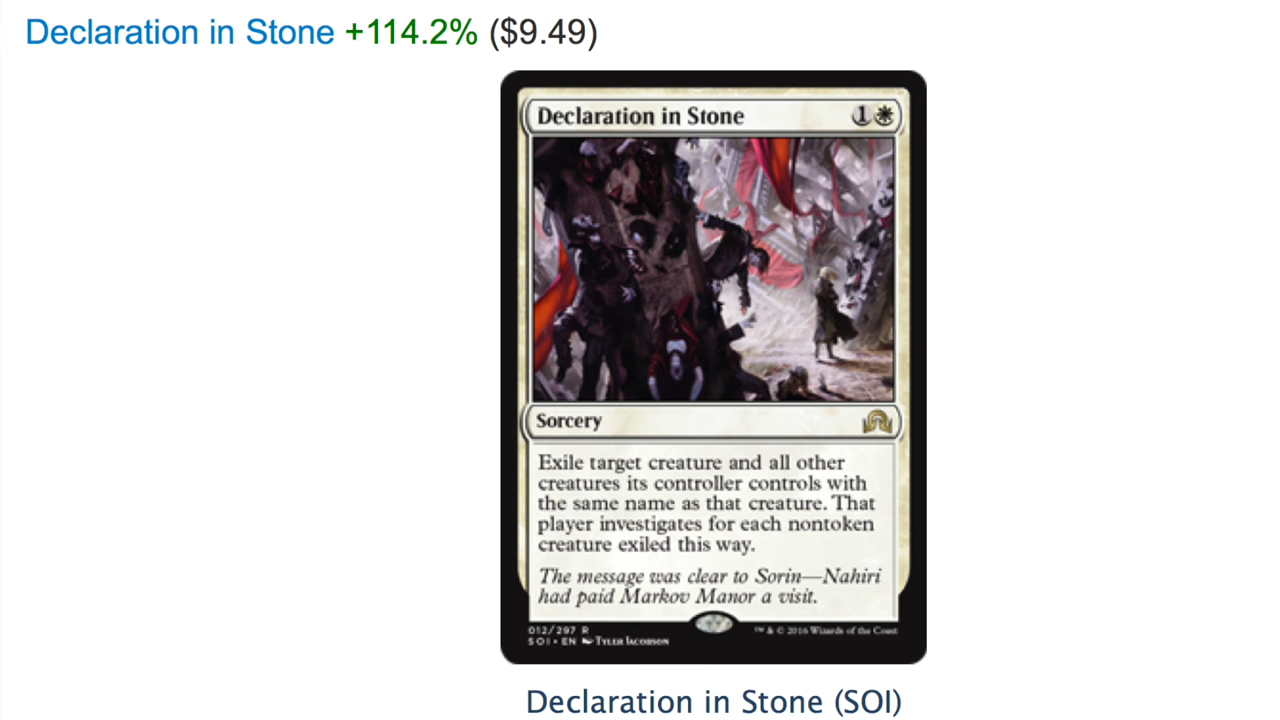 Declaration in Stone +114.2% ($9.49)
Declaration in Stone 1
Sorcery
Exile target creature and all other
creatures its controller controls with
the same name as that creature. That
player investigates for each nontoken
creature exiled this way.
The message was clear to Sorin—Nahiri
had paid Markov Manor a visit.
012/297 R
SOI • EN Tyler Jacobson
™ & © 2016 Wizards of the Coast
Declaration in Stone (SOI)